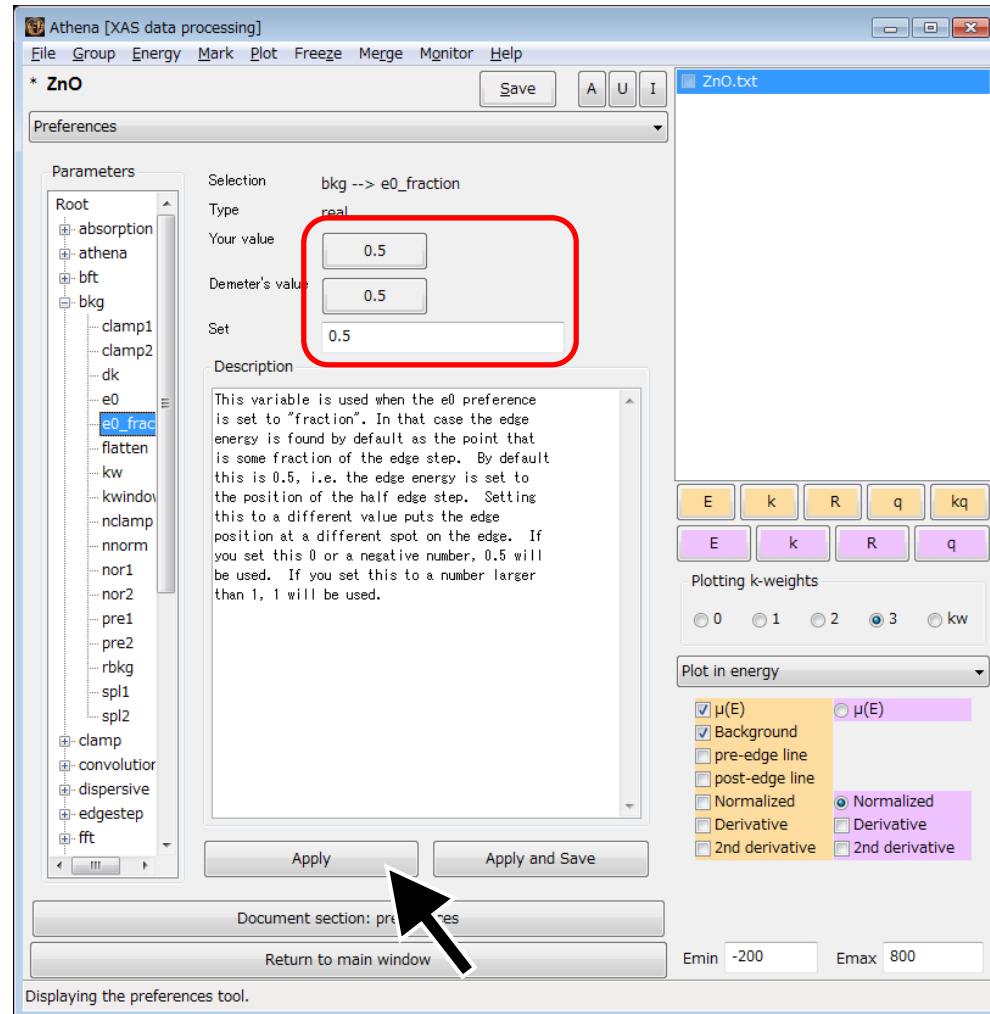 Athena [XAS data processing]
File Group Energy Mark Plot Freeze Merge Monitor Help
* ZnO
Save
A
U
I
Preferences
Parameters
Root
absorption
athena
bft
bkg
clamp1
clamp2
dk
e0
e0_frac
flatten
kw
kwindow
nclamp
nnorm
nor1
nor2
pre1
pre2
rbkg
spl1
spl2
clamp
convolution
dispersive
edgestep
fft
Selection bkg --> e0_fraction
Type real
Your value 0.5
Demeter's value 0.5
Set 0.5
Description
This variable is used when the e0 preference
is set to "fraction". In that case the edge
energy is found by default as the point that
is some fraction of the edge step. By default
this is 0.5, i.e. the edge energy is set to
the position of the half edge step. Setting
this to a different value puts the edge
position at a different spot on the edge. If
you set this 0 or a negative number, 0.5 will
be used. If you set this to a number larger
than 1, 1 will be used.
Apply
Apply and Save
Document section:
Return to main window
Displaying the preferences tool.
ZnO.txt
E k R q kq
E k R q
Plotting k-weights
0 1 2 3 kw
Plot in energy
μ(E) μ(E)
Background
pre-edge line
post-edge line
Normalized Normalized
Derivative Derivative
2nd derivative 2nd derivative
Emin -200 Emax 800